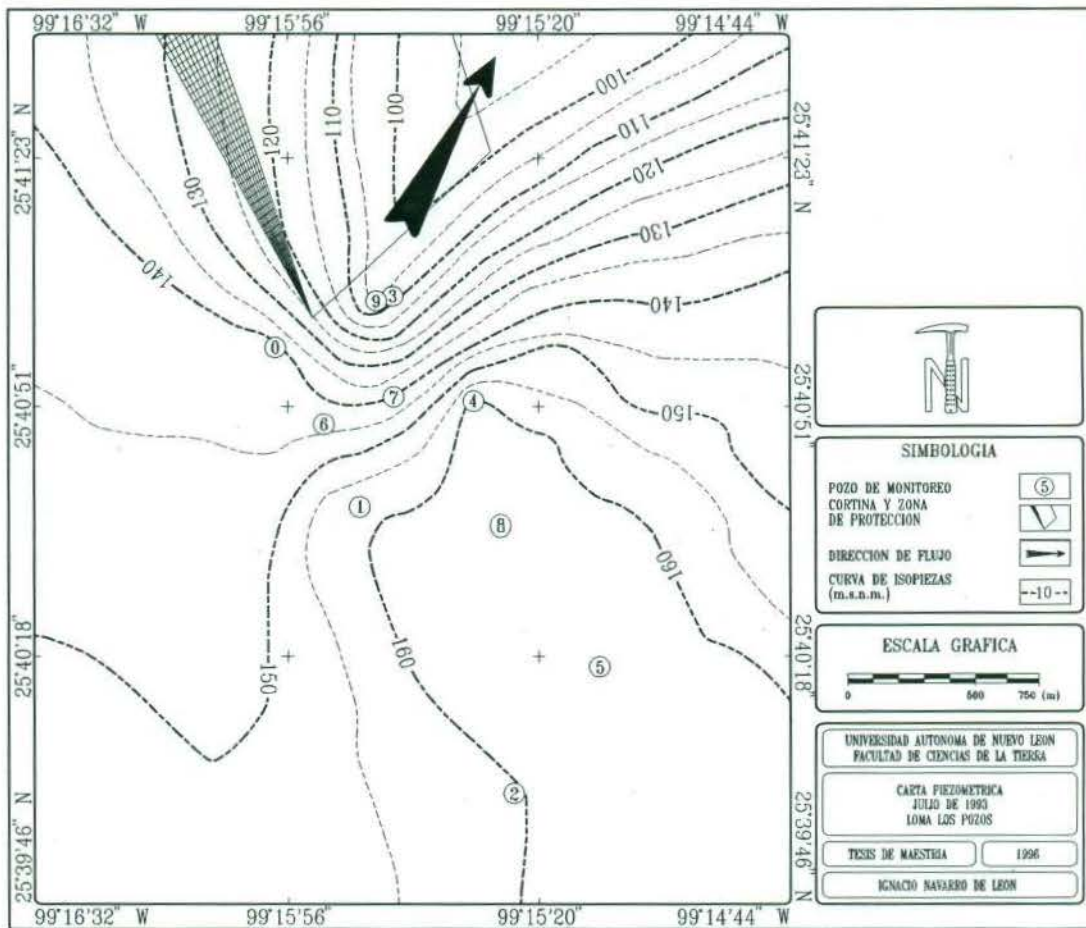 99°16'32" W
99°15'56"
99°15'20"
99°14'44" W
25°41'23" N
25°40'51"
25°40'18"
25°39'46" N
25°41'23" N
25°40'51"
25°40'18"
25°39'46" N
99°16'32" W
99°15'56"
99°15'20"
99°14'44" W
120
110
100
100
110
120
130
130
140
140
150
150
160
160
9
3
0
7
6
4
1
8
5
2
N
SIMBOLOGIA
POZO DE MONITOREO
5
CORTINA Y ZONA
DE PROTECCION
DIRECCION DE FLUJO
CURVA DE ISOPIEZAS
(m.s.n.m.)
--10--
ESCALA GRAFICA
0 500 750 (m)
UNIVERSIDAD AUTONOMA DE NUEVO LEON
FACULTAD DE CIENCIAS DE LA TIERRA
CARTA PIEZOMETRICA
JULIO DE 1993
LOMA LOS POZOS
TESIS DE MAESTRIA
1996
IGNACIO NAVARRO DE LEON